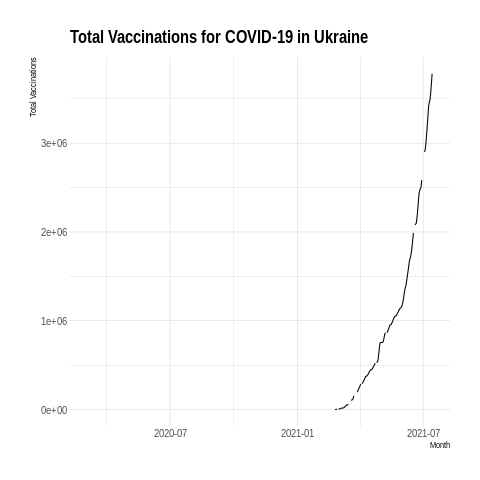 Total Vaccinations for COVID-19 in Ukraine
Total Vaccinations
3e+06
2e+06
1e+06
0e+00
2020-07 2021-01 2021-07
Month